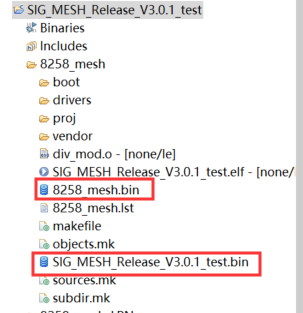 SIG_MESH_Release_V3.0.1_test
Binaries
Includes
8258_mesh
boot
drivers
proj
vendor
div_mod.o - [none/le]
SIG_MESH_Release_V3.0.1_test.elf - [none/
8258_mesh.bin
8258_mesh.lst
makefile
objects.mk
SIG_MESH_Release_V3.0.1_test.bin
sources.mk
subdir.mk